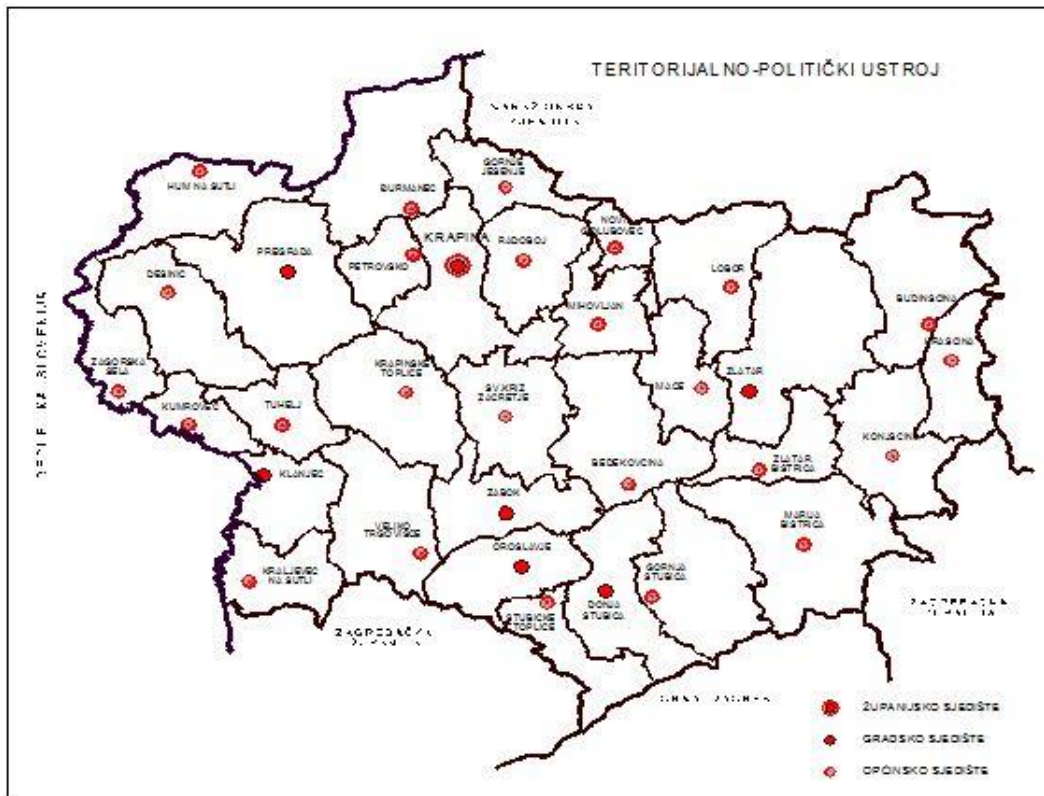 TERITORIJALNO-POLITIČKI USTROJ
GORNJE
JESENJE
HUM NA SUTLI
ĐURMANEC
NOVI
GOLUBOVEC
KRAPINA
RADOBOJ
PREGRADA
PETROVSKO
LOBOR
DESINIĆ
MIHOVLJAN
BUDINŠĆINA
HRAŠĆINA
ZAGORSKA
SELA
KRAPINSKE
TOPLICE
SV.KRIŽ
ZAČRETJE
MAČE
ZLATAR
KUMROVEC
TUHELJ
KONJŠĆINA
BEDEKOVČINA
ZLATAR
BISTRICA
KLANJEC
ZABOK
MARIJA
BISTRICA
VELIKO
TRGOVIŠĆE
OROSLAVJE
GORNJA
STUBICA
KRALJEVEC
NA SUTLI
STUBIČKE
TOPLICE
DONJA
STUBICA
ZAGREBAČKA
ŽUPANIJSKO SJEDIŠTE
GRADSKO SJEDIŠTE
OPĆINSKO SJEDIŠTE